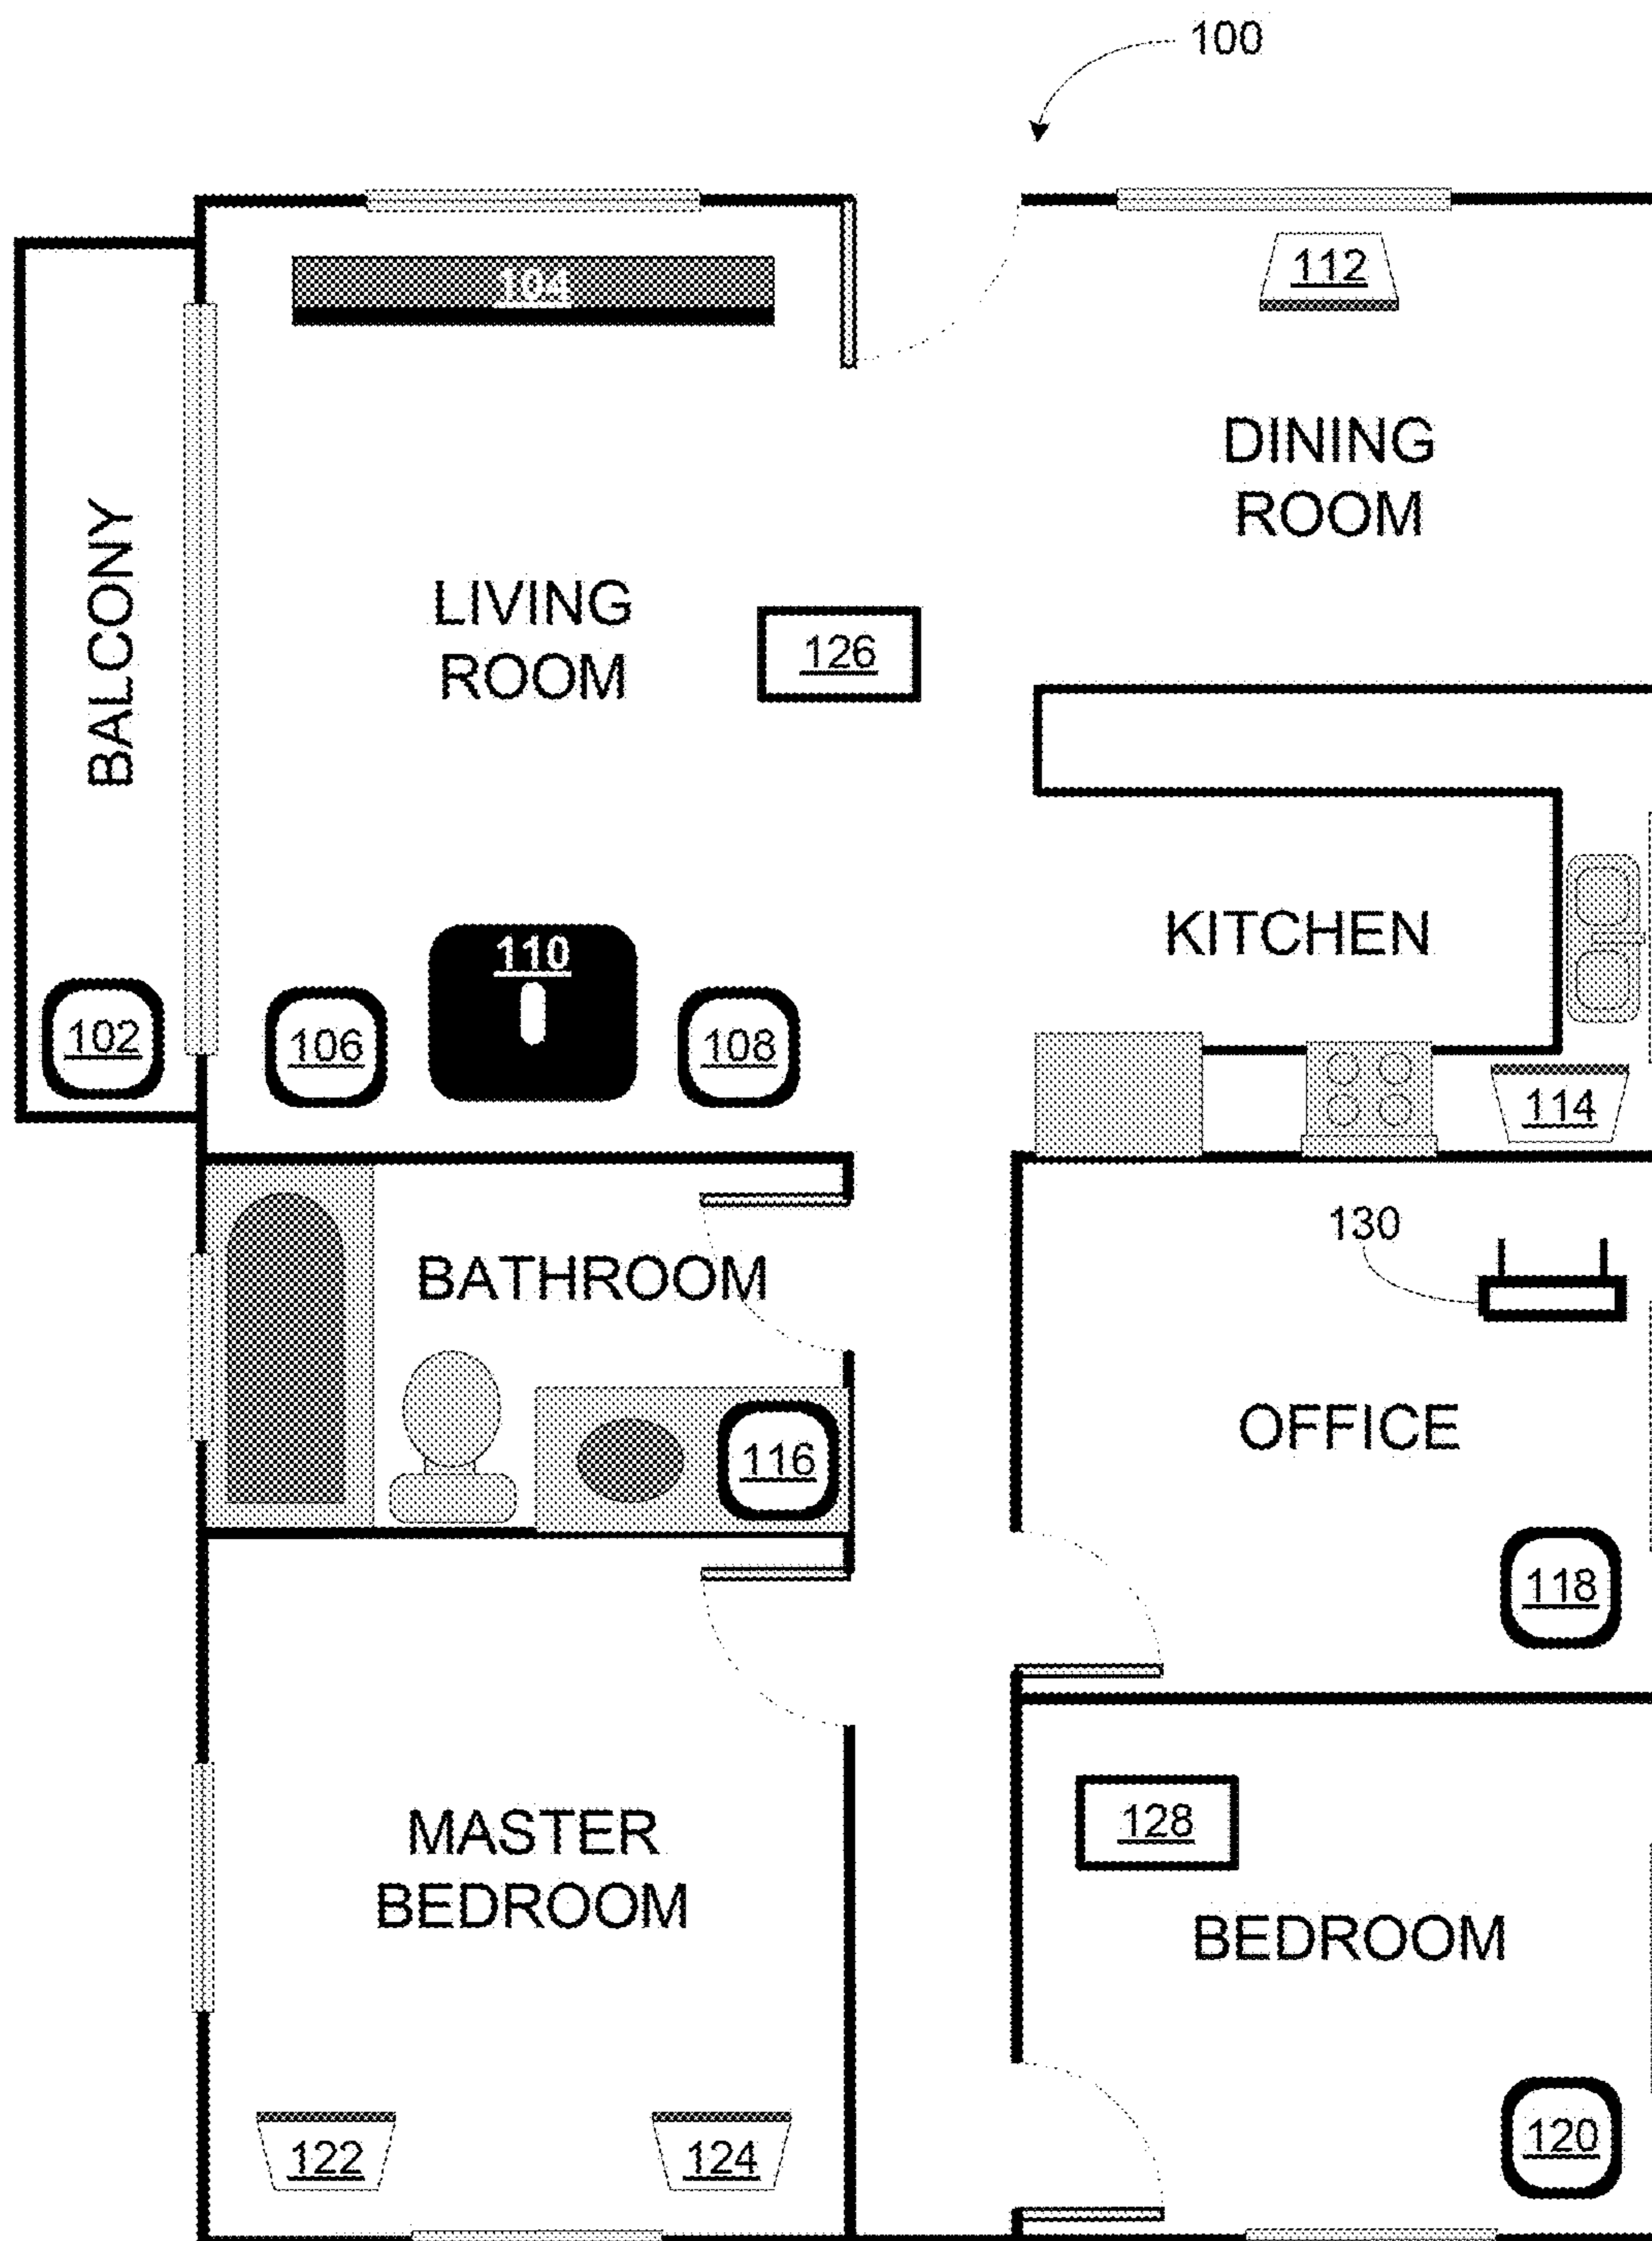 100
104
112
DINING
ROOM
BALCONY
LIVING
ROOM
126
KITCHEN
110
102
106
108
114
130
BATHROOM
OFFICE
116
118
MASTER
BEDROOM
128
BEDROOM
122
124
120